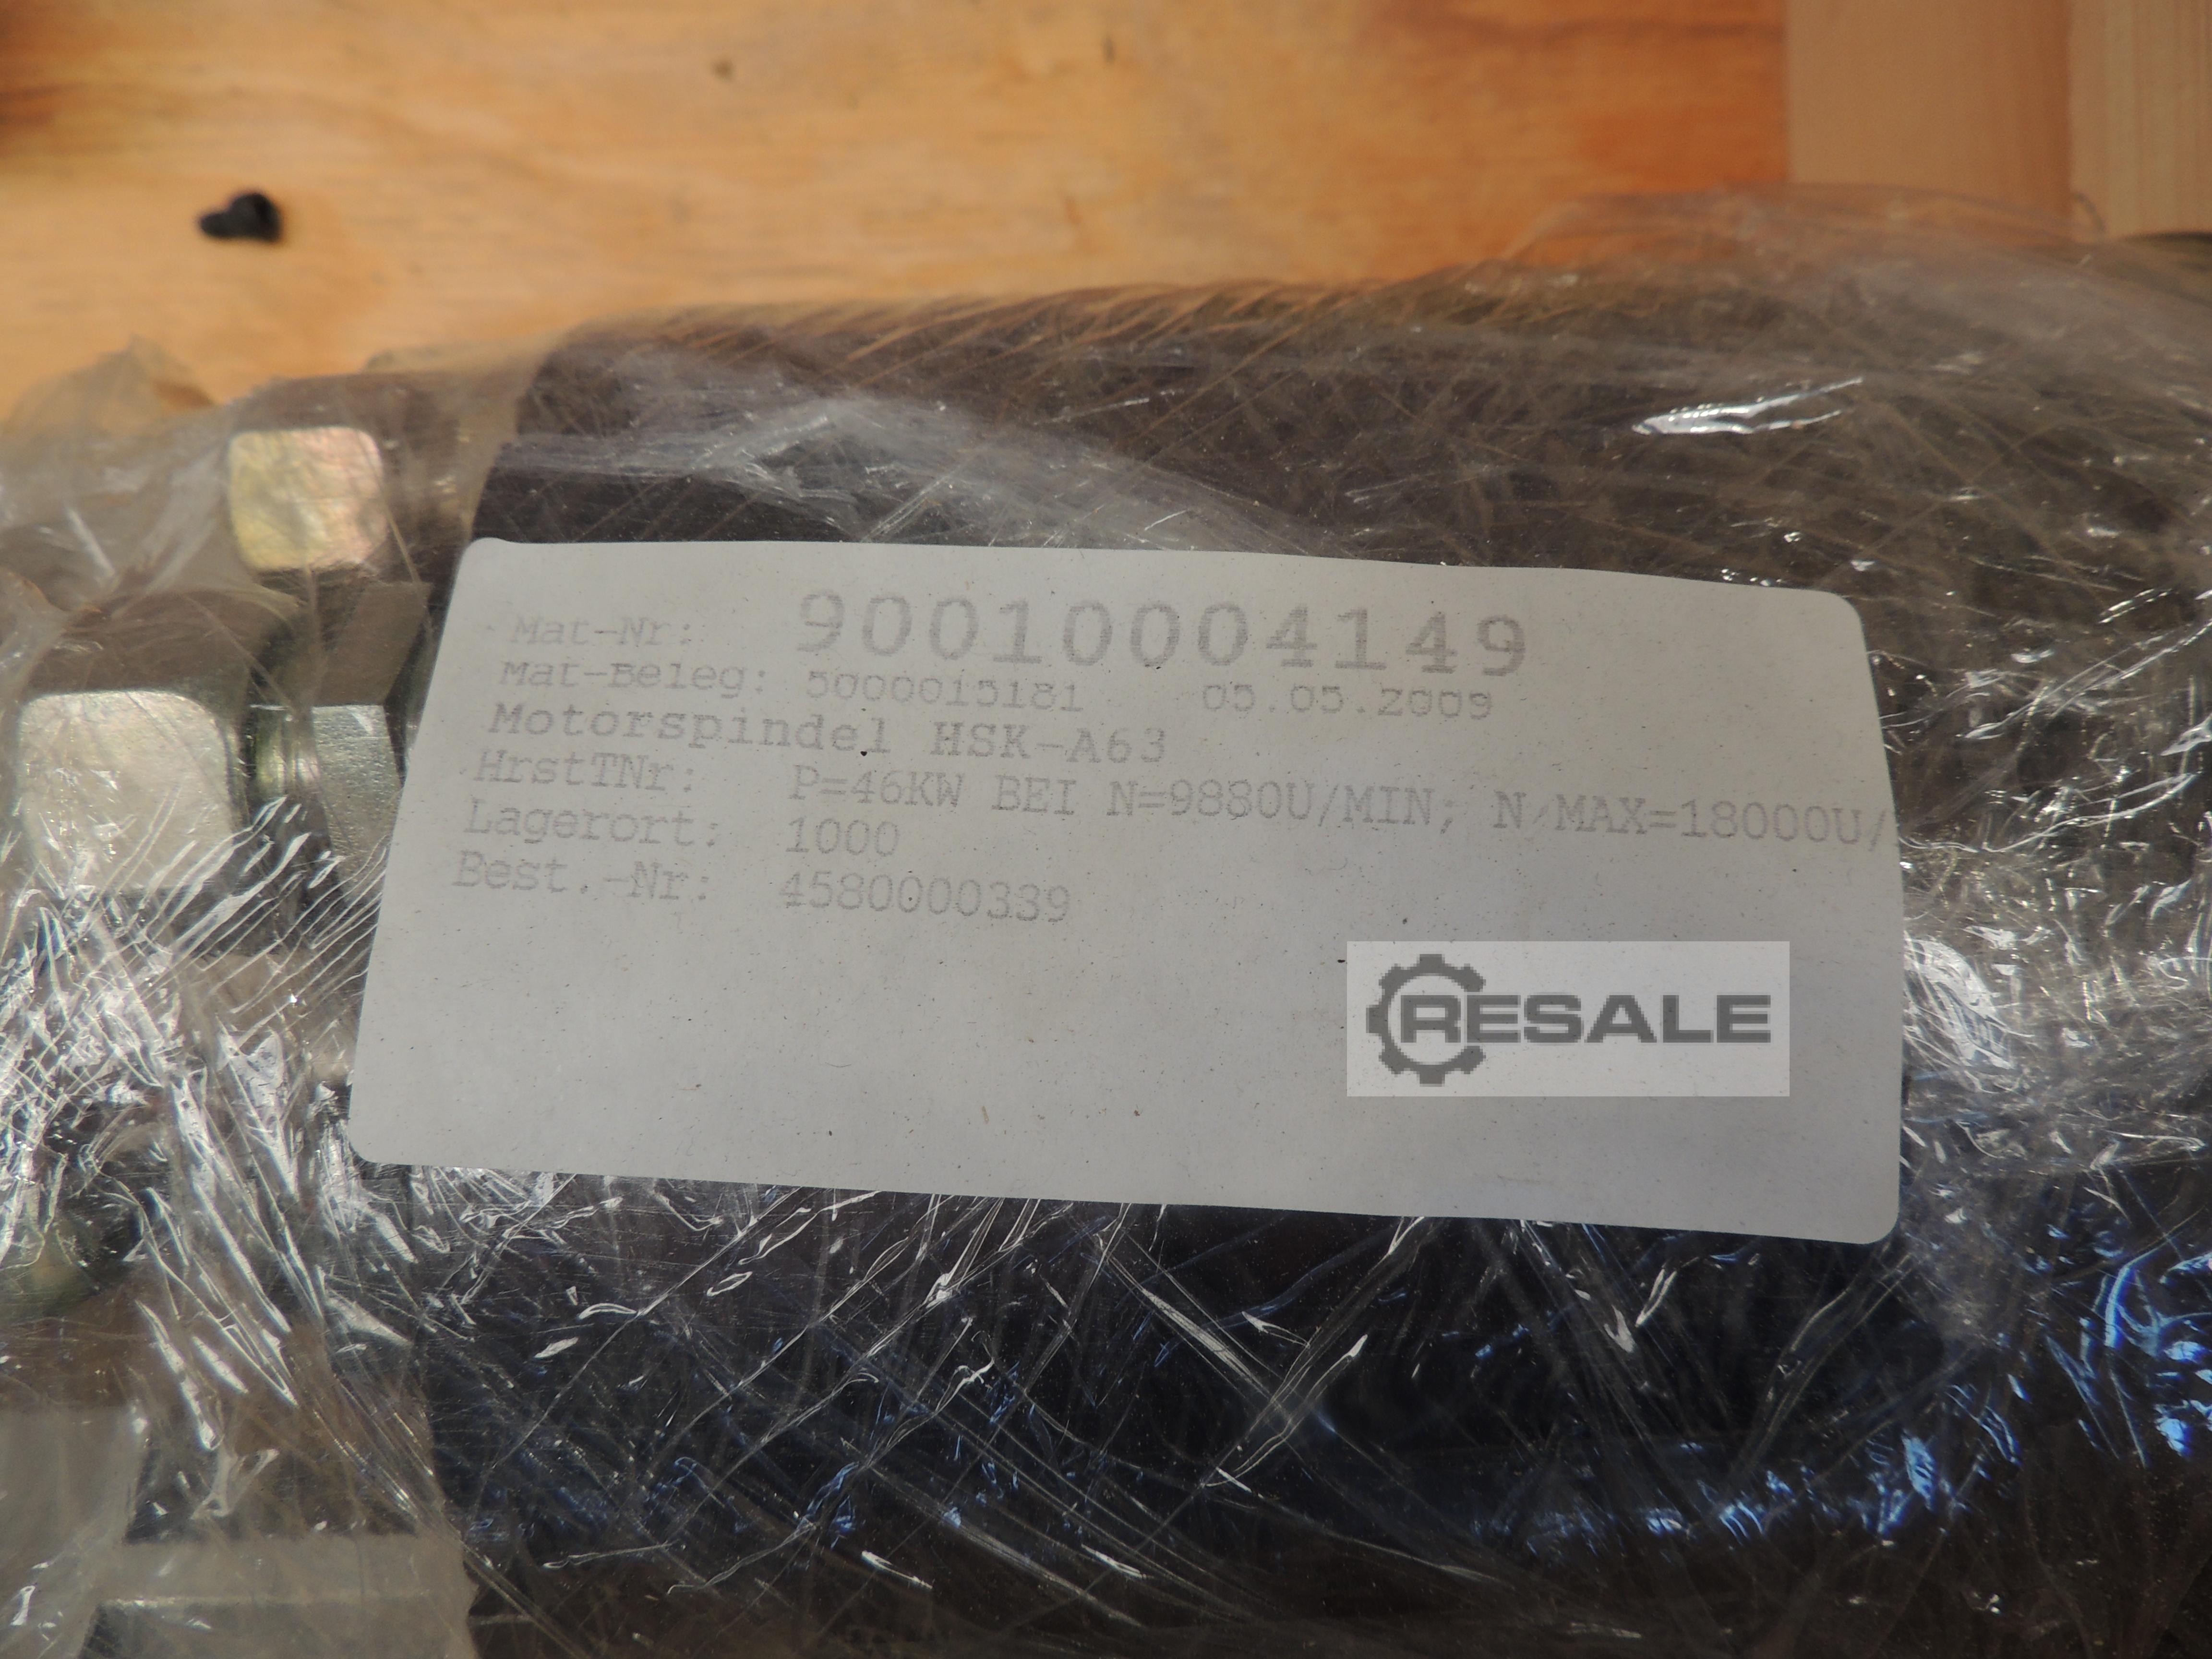 Mat-Nr: 90010004149
Mat-Beleg: 5000015181 05.05.2009
Motorspindel HSK-A63
HrstTNr: P=46KW BEI N=9880U/MIN; N/MAX=18000U/
Lagerort: 1000
Best.-Nr: 4580000339
RESALE